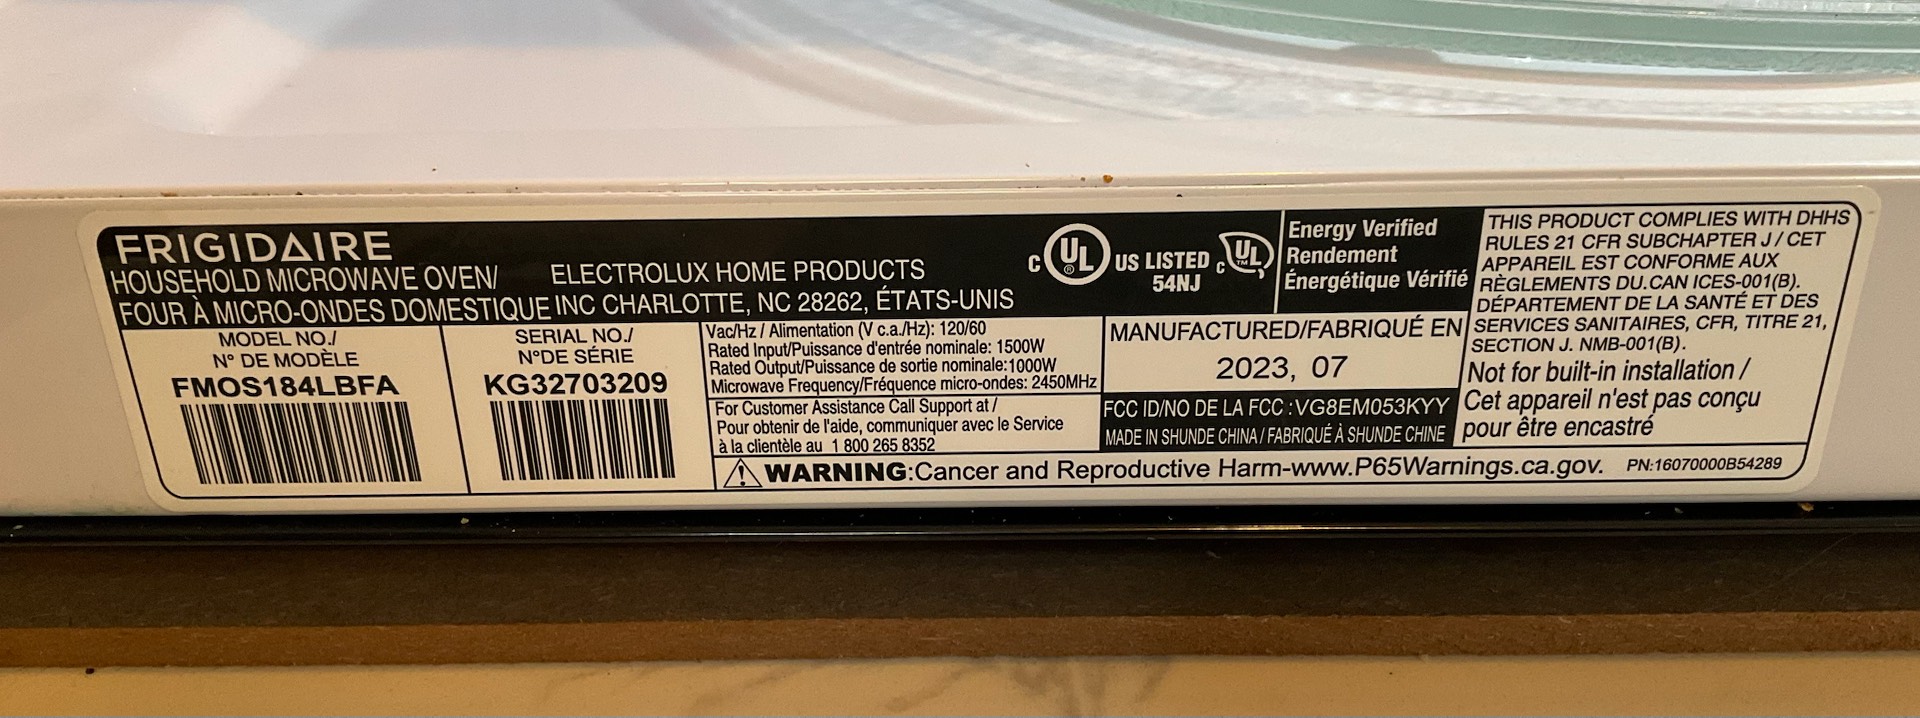 FRIGIDAIRE
HOUSEHOLD MICROWAVE OVEN/
FOUR À MICRO-ONDES DOMESTIQUE
ELECTROLUX HOME PRODUCTS
INC CHARLOTTE, NC 28262, ÉTATS-UNIS
C UL ® US LISTED
54NJ
C UL ™
Energy Verified
Rendement
Énergétique Vérifié
MODEL NO./
N° DE MODÈLE
FMOS184LBFA
SERIAL NO./
N°DE SÉRIE
KG32703209
Vac/Hz / Alimentation (V c.a./Hz): 120/60
Rated Input/Puissance d'entrée nominale: 1500W
Rated Output/Puissance de sortie nominale:1000W
Microwave Frequency/Fréquence micro-ondes: 2450MHz
For Customer Assistance Call Support at /
Pour obtenir de l'aide, communiquer avec le Service
à la clientèle au 1 800 265 8352
MANUFACTURED/FABRIQUÉ EN
2023, 07
FCC ID/NO DE LA FCC :VG8EM053KYY
MADE IN SHUNDE CHINA / FABRIQUÉ À SHUNDE CHINE
THIS PRODUCT COMPLIES WITH DHHS
RULES 21 CFR SUBCHAPTER J / CET
APPAREIL EST CONFORME AUX
RÈGLEMENTS DU.CAN ICES-001(B).
DÉPARTEMENT DE LA SANTÉ ET DES
SERVICES SANITAIRES, CFR, TITRE 21,
SECTION J. NMB-001(B).
Not for built-in installation /
Cet appareil n'est pas conçu
pour être encastré
WARNING:Cancer and Reproductive Harm-www.P65Warnings.ca.gov.
PN:16070000B54289